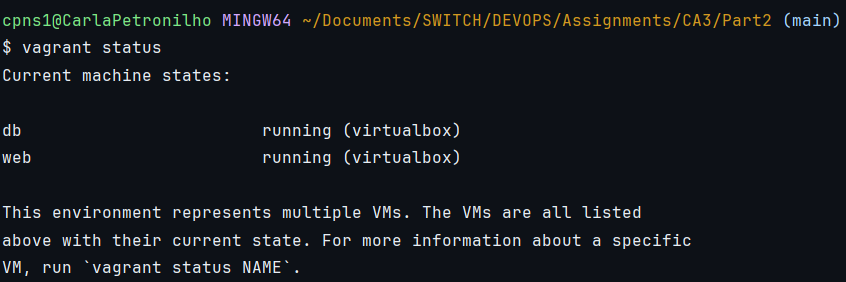 cpns1@CarlaPetronilho MINGW64 ~/Documents/SWITCH/DEVOPS/Assignments/CA3/Part2 (main)
$ vagrant status
Current machine states:
db                        running (virtualbox)
web                       running (virtualbox)
This environment represents multiple VMs. The VMs are all listed
above with their current state. For more information about a specific
VM, run `vagrant status NAME`.